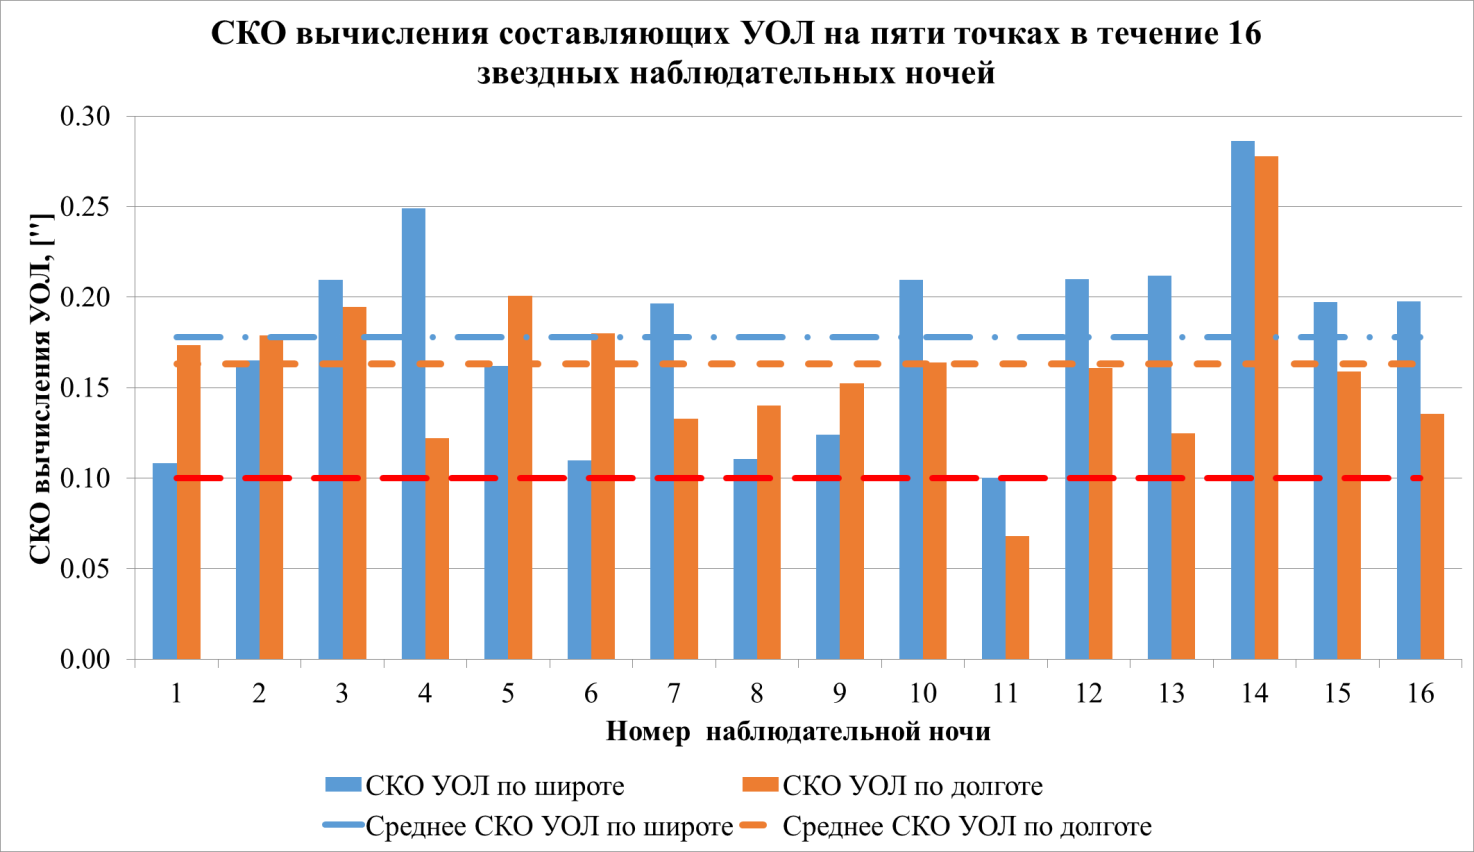 СКО вычисления составляющих УОЛ на пяти точках в течение 16
звездных наблюдательных ночей
СКО вычисления УОЛ, ["]
0.30
0.25
0.20
0.15
0.10
0.05
0.00
1 2 3 4 5 6 7 8 9 10 11 12 13 14 15 16
Номер наблюдательной ночи
СКО УОЛ по широте
СКО УОЛ по долготе
Среднее СКО УОЛ по широте
Среднее СКО УОЛ по долготе